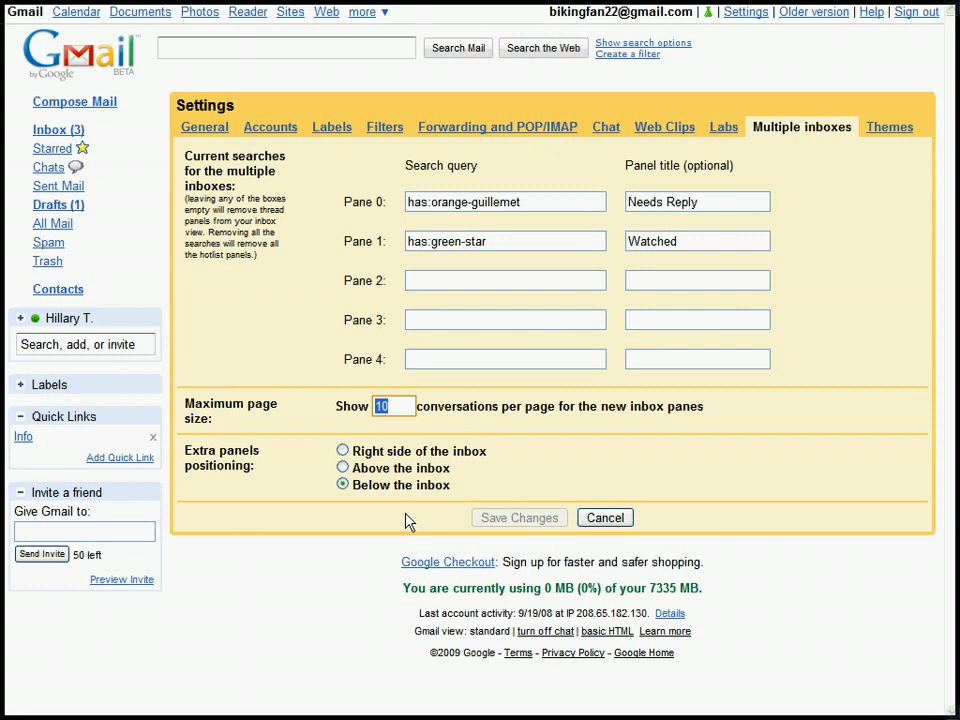 Gmail Calendar Documents Photos Reader Sites Web more ▼ bikingfan22@gmail.com | Settings | Older version | Help | Sign out
Gmail
by Google BETA
Search Mail Search the Web Show search options
Create a filter
Compose Mail
Inbox (3)
Starred
Chats
Sent Mail
Drafts (1)
All Mail
Spam
Trash
Contacts
Hillary T.
Search, add, or invite
Labels
Quick Links
Info x
Add Quick Link
Invite a friend
Give Gmail to:
Send Invite 50 left
Preview Invite
Settings
General Accounts Labels Filters Forwarding and POP/IMAP Chat Web Clips Labs Multiple inboxes Themes
Current searches
for the multiple
inboxes:
(leaving any of the boxes
empty will remove thread
panels from your inbox
view. Removing all the
searches will remove all
the hotlist panels.)
Search query Panel title (optional)
Pane 0: has:orange-guillemet Needs Reply
Pane 1: has:green-star Watched
Pane 2:
Pane 3:
Pane 4:
Maximum page
size:
Show 10 conversations per page for the new inbox panes
Extra panels
positioning:
Right side of the inbox
Above the inbox
Below the inbox
Save Changes Cancel
Google Checkout: Sign up for faster and safer shopping.
You are currently using 0 MB (0%) of your 7335 MB.
Last account activity: 9/19/08 at IP 208.65.182.130. Details
Gmail view: standard | turn off chat | basic HTML Learn more
©2009 Google - Terms - Privacy Policy - Google Home